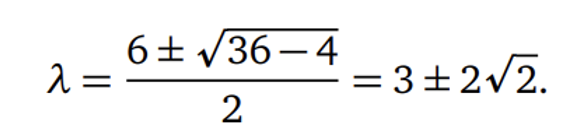 λ = (6 ± √(36 − 4))/2 = 3 ± 2√2.